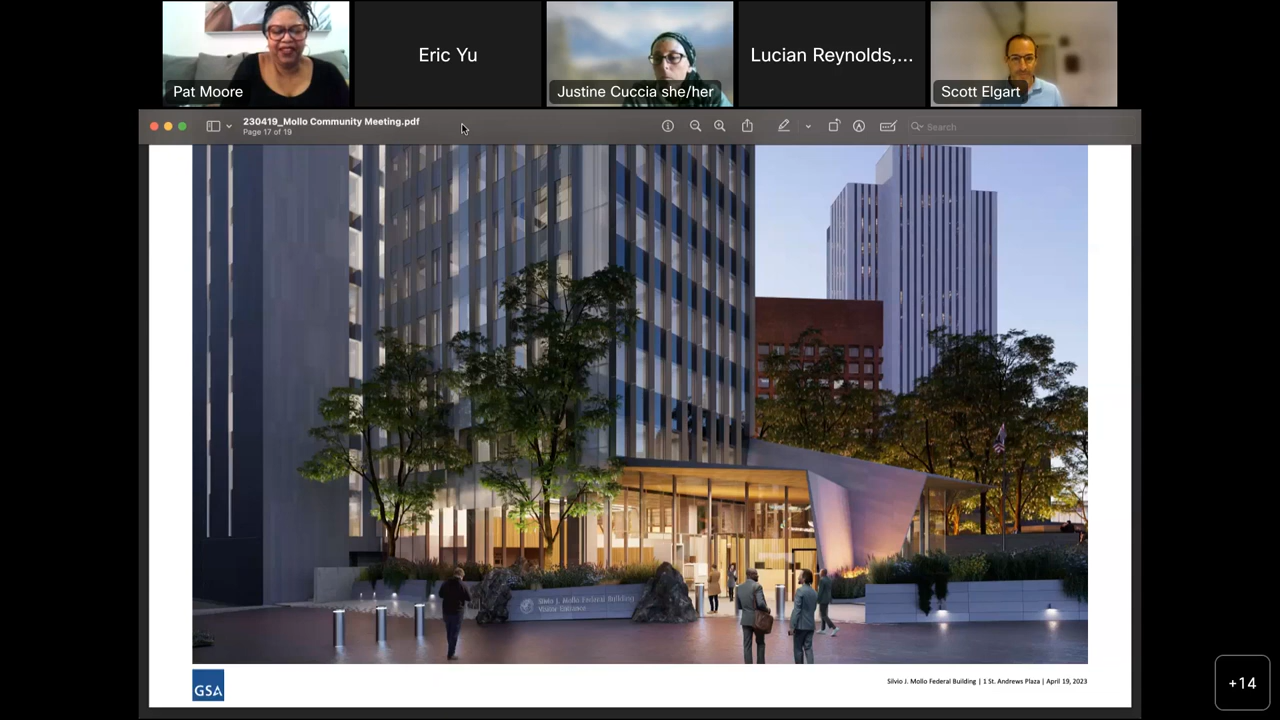 Pat Moore
Eric Yu
Justine Cuccia she/her
Lucian Reynolds,...
Scott Elgart
230419_Mollo Community Meeting.pdf
Page 17 of 19
Search
Silvio J. Mollo Federal Building
Visitor Entrance
GSA
Silvio J. Mollo Federal Building | 1 St. Andrews Plaza | April 19, 2023
+14